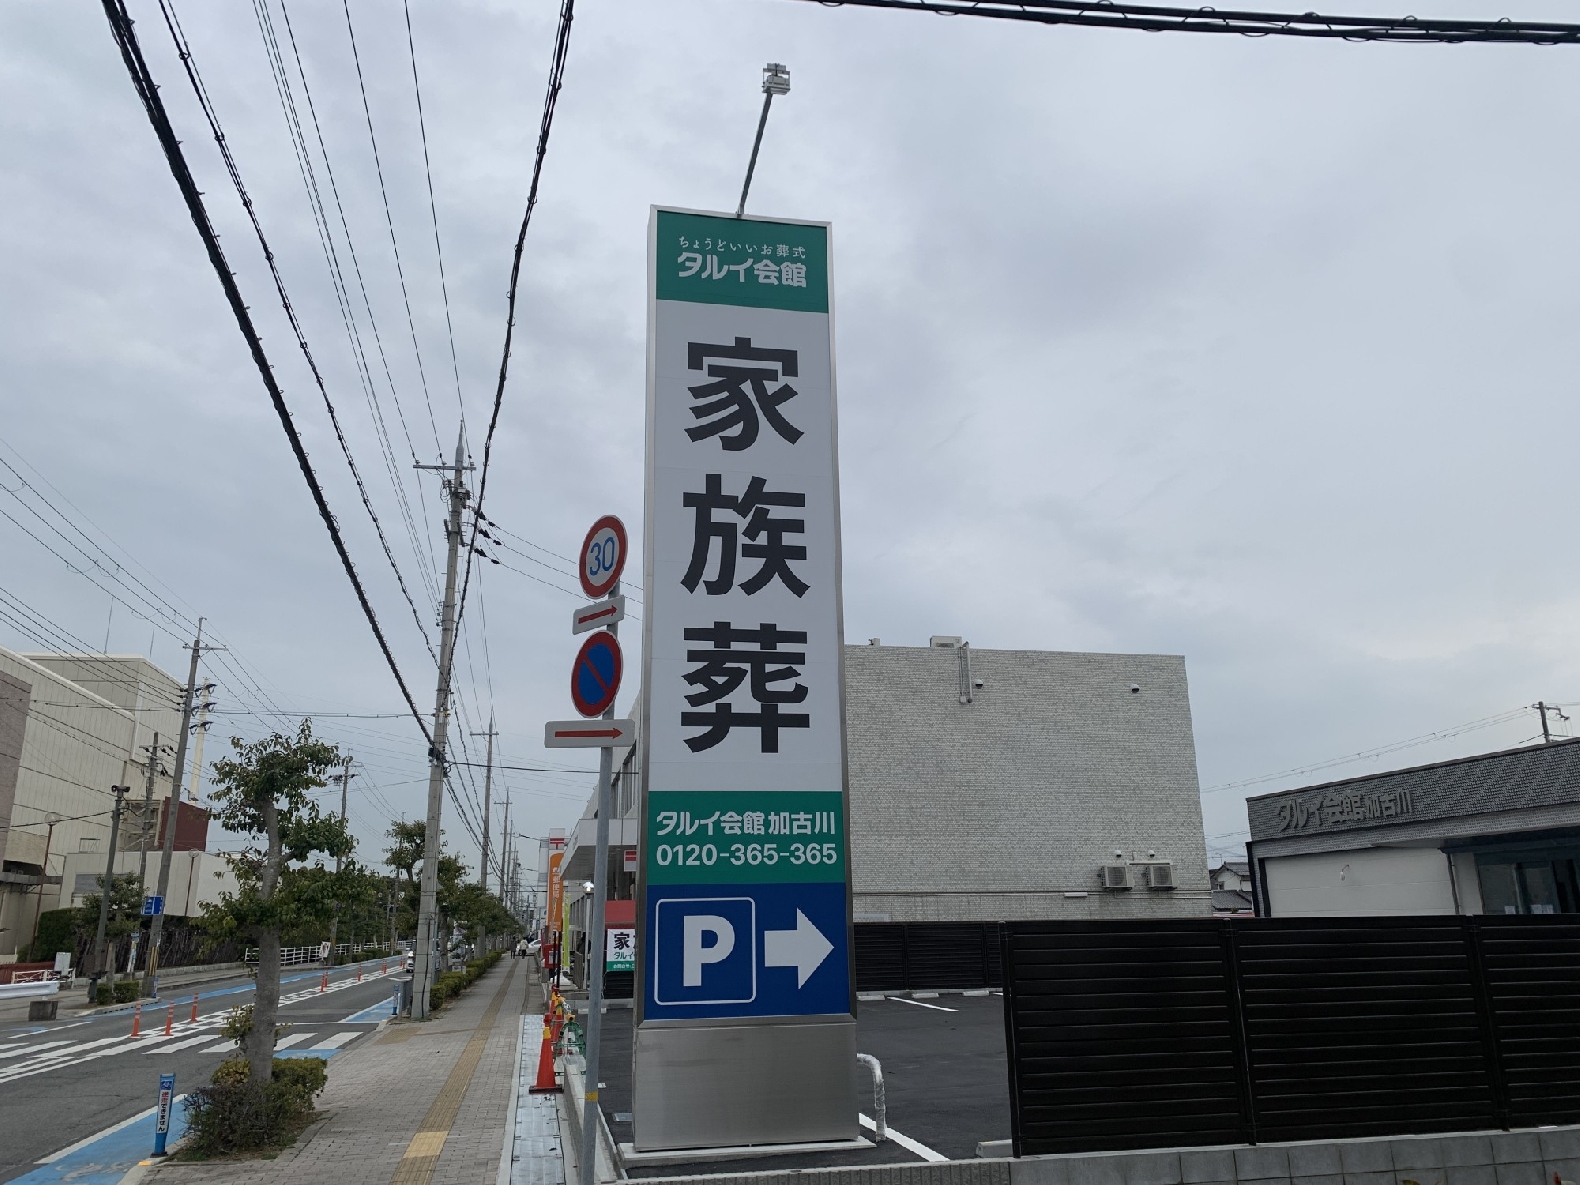 ちょうどいいお葬式
タルイ会館
家族葬
タルイ会館 加古川
0120-365-365
P
30
タルイ会館加古川